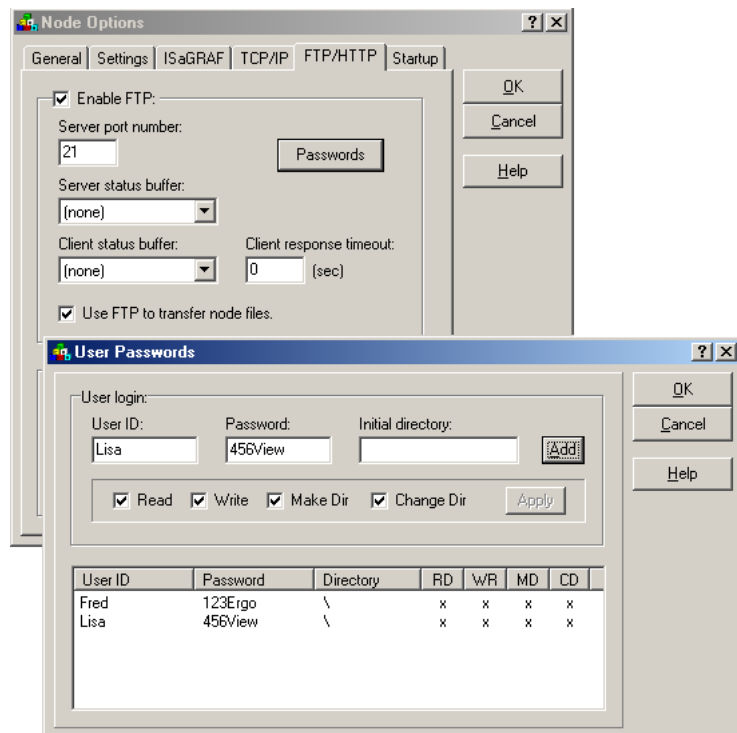 Node Options
General Settings ISaGRAF TCP/IP FTP/HTTP Startup
OK
Cancel
Help
Enable FTP:
Server port number:
21
Passwords
Server status buffer:
(none)
Client status buffer: Client response timeout:
(none) 0 (sec)
Use FTP to transfer node files.
User Passwords
OK
Cancel
Help
User login:
User ID: Password: Initial directory:
Lisa 456View Add
Read Write Make Dir Change Dir Apply
User ID Password Directory RD WR MD CD
Fred 123Ergo \ x x x x
Lisa 456View \ x x x x